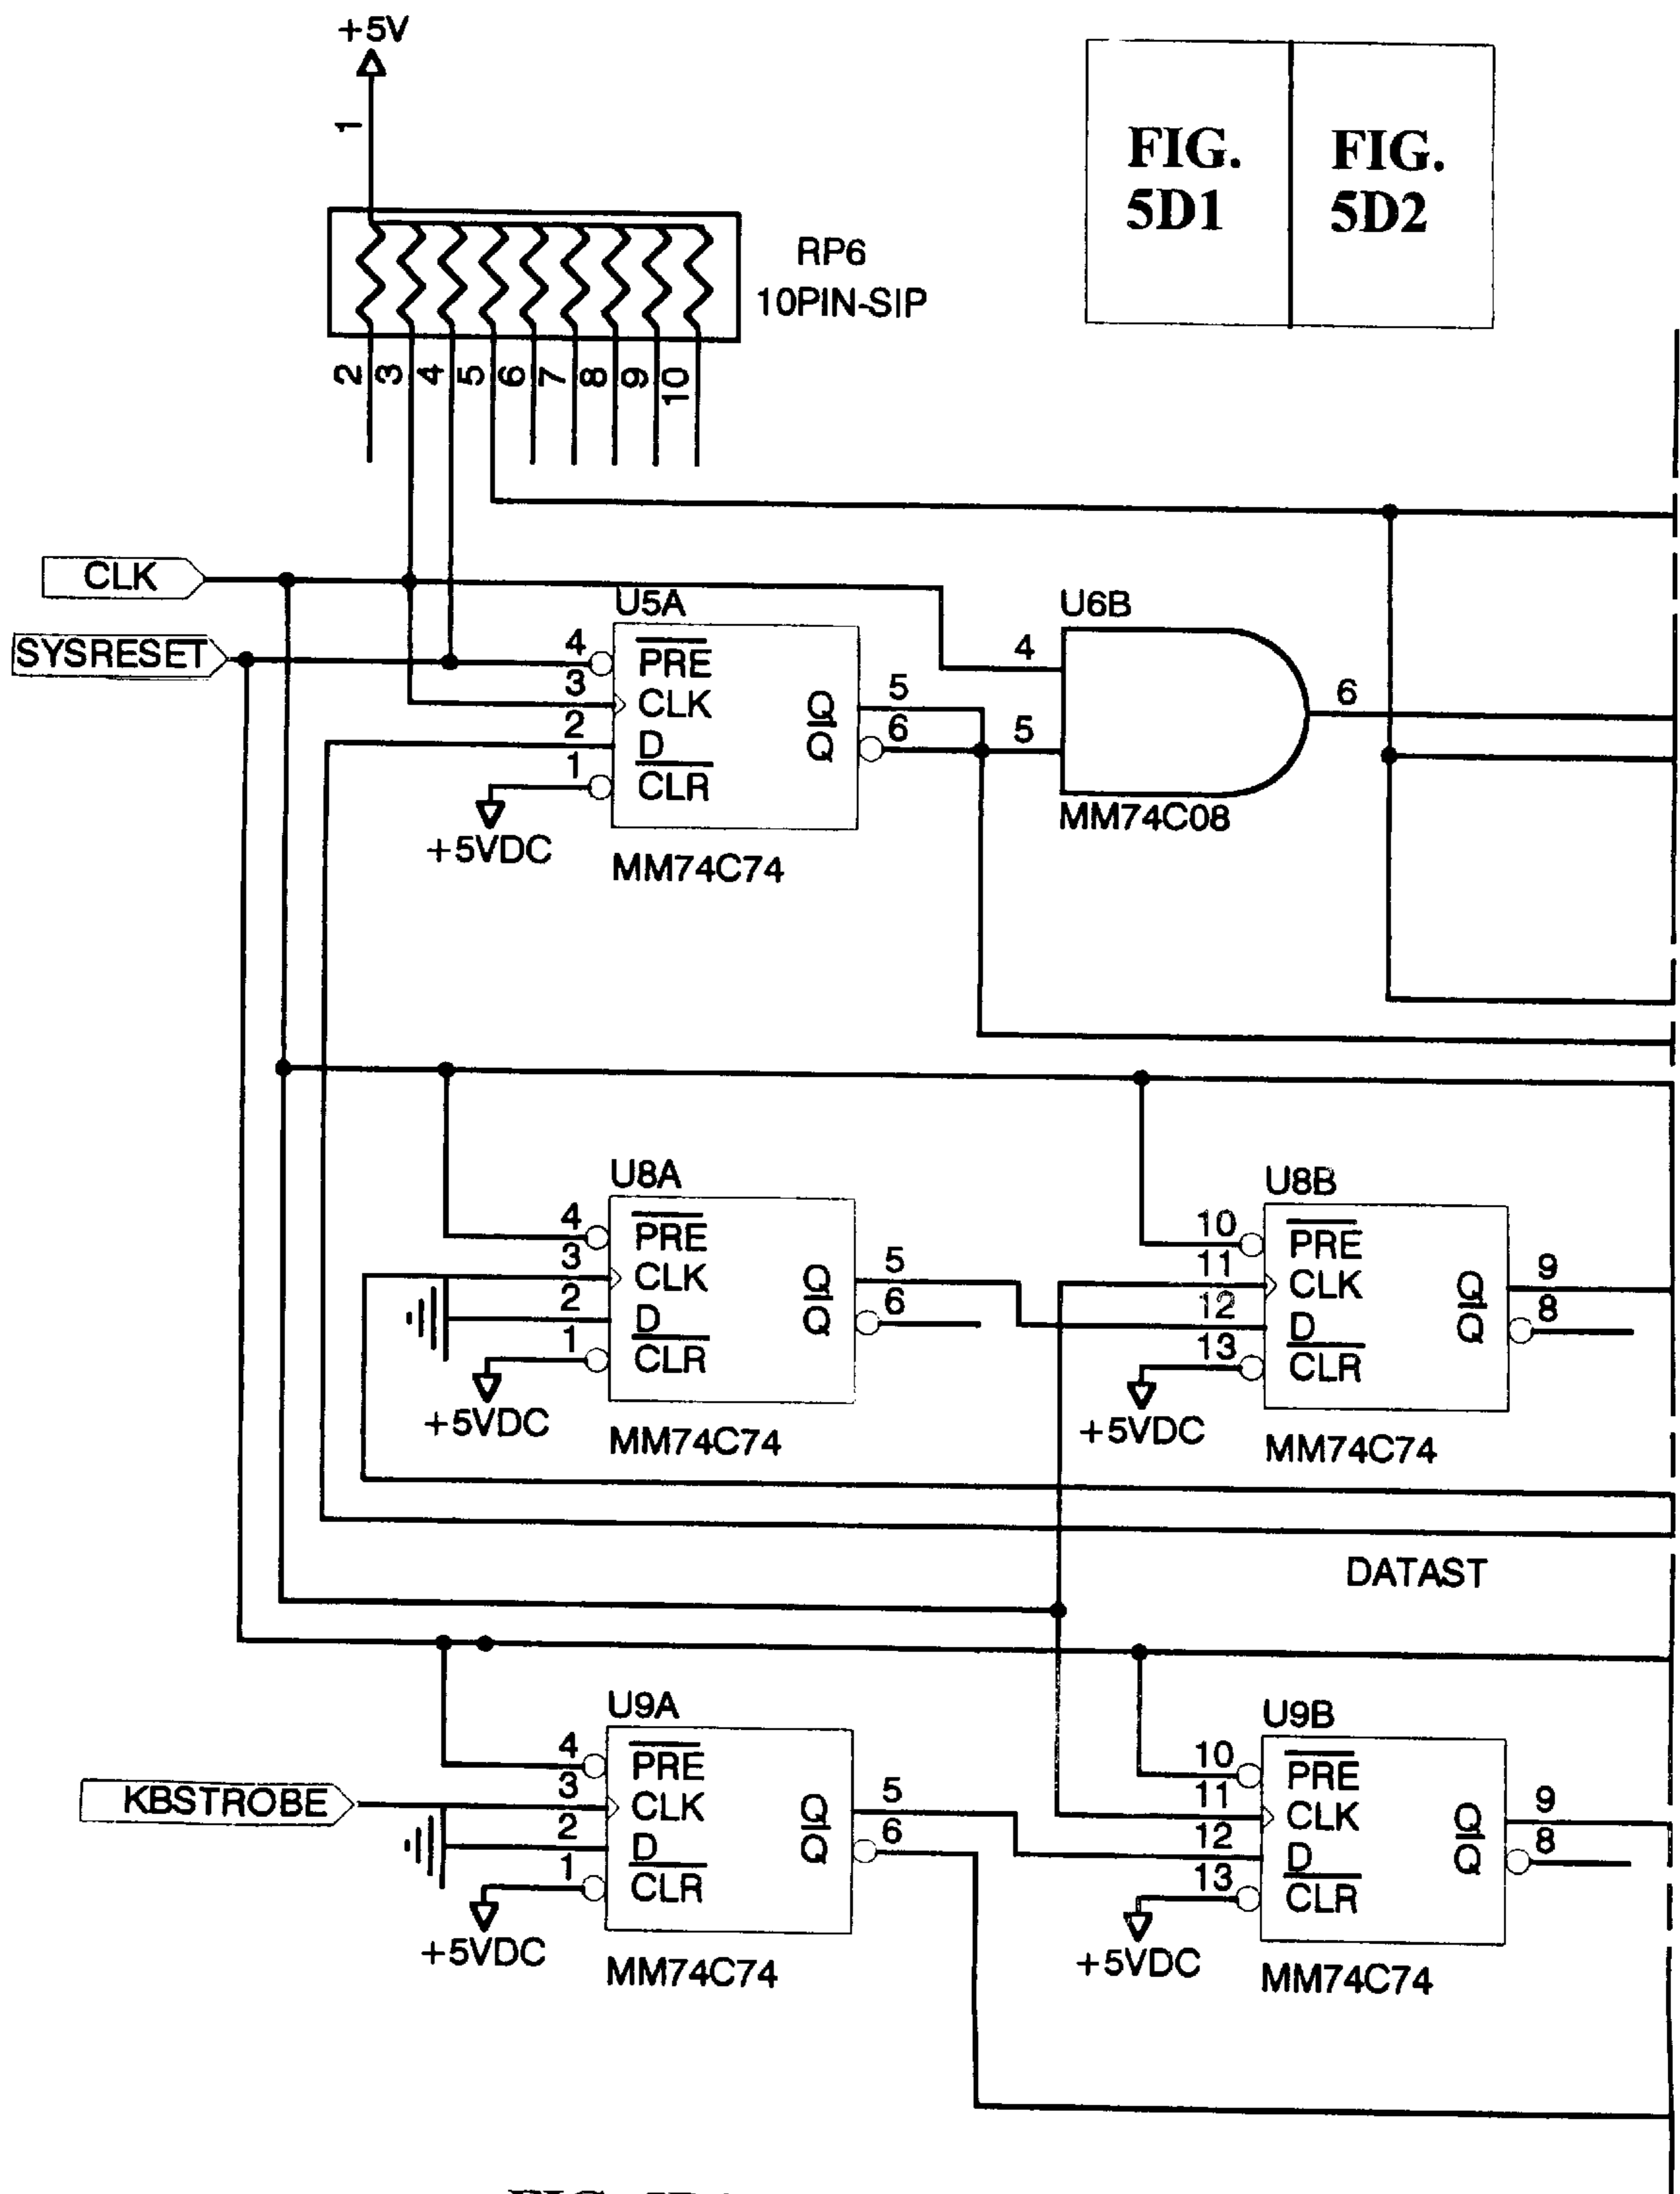 +5V
1
FIG. 5D1
FIG. 5D2
RP6
10PIN-SIP
2 3 4 5 6 7 8 9 10
CLK
SYSRESET
U5A
4 PRE
3 CLK
2 D
1 CLR
Q 5
Q 6
+5VDC
MM74C74
U6B
4
5
6
MM74C08
U8A
4 PRE
3 CLK
2 D
1 CLR
Q 5
Q 6
+5VDC
MM74C74
U8B
10 PRE
11 CLK
12 D
13 CLR
Q 9
Q 8
+5VDC
MM74C74
DATAST
U9A
KBSTROBE
4 PRE
3 CLK
2 D
1 CLR
Q 5
Q 6
+5VDC
MM74C74
U9B
10 PRE
11 CLK
12 D
13 CLR
Q 9
Q 8
+5VDC
MM74C74